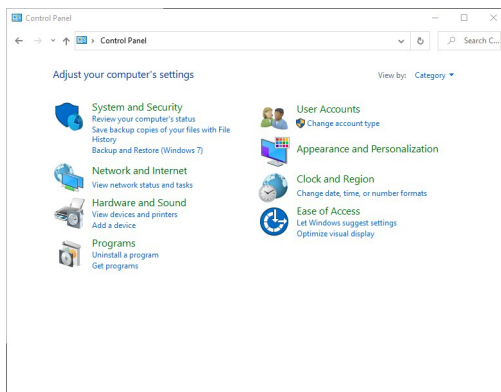 Control Panel
Control Panel
Search C...
Adjust your computer's settings
View by: Category
System and Security
Review your computer's status
Save backup copies of your files with File
History
Backup and Restore (Windows 7)
Network and Internet
View network status and tasks
Hardware and Sound
View devices and printers
Add a device
Programs
Uninstall a program
Get programs
User Accounts
Change account type
Appearance and Personalization
Clock and Region
Change date, time, or number formats
Ease of Access
Let Windows suggest settings
Optimize visual display